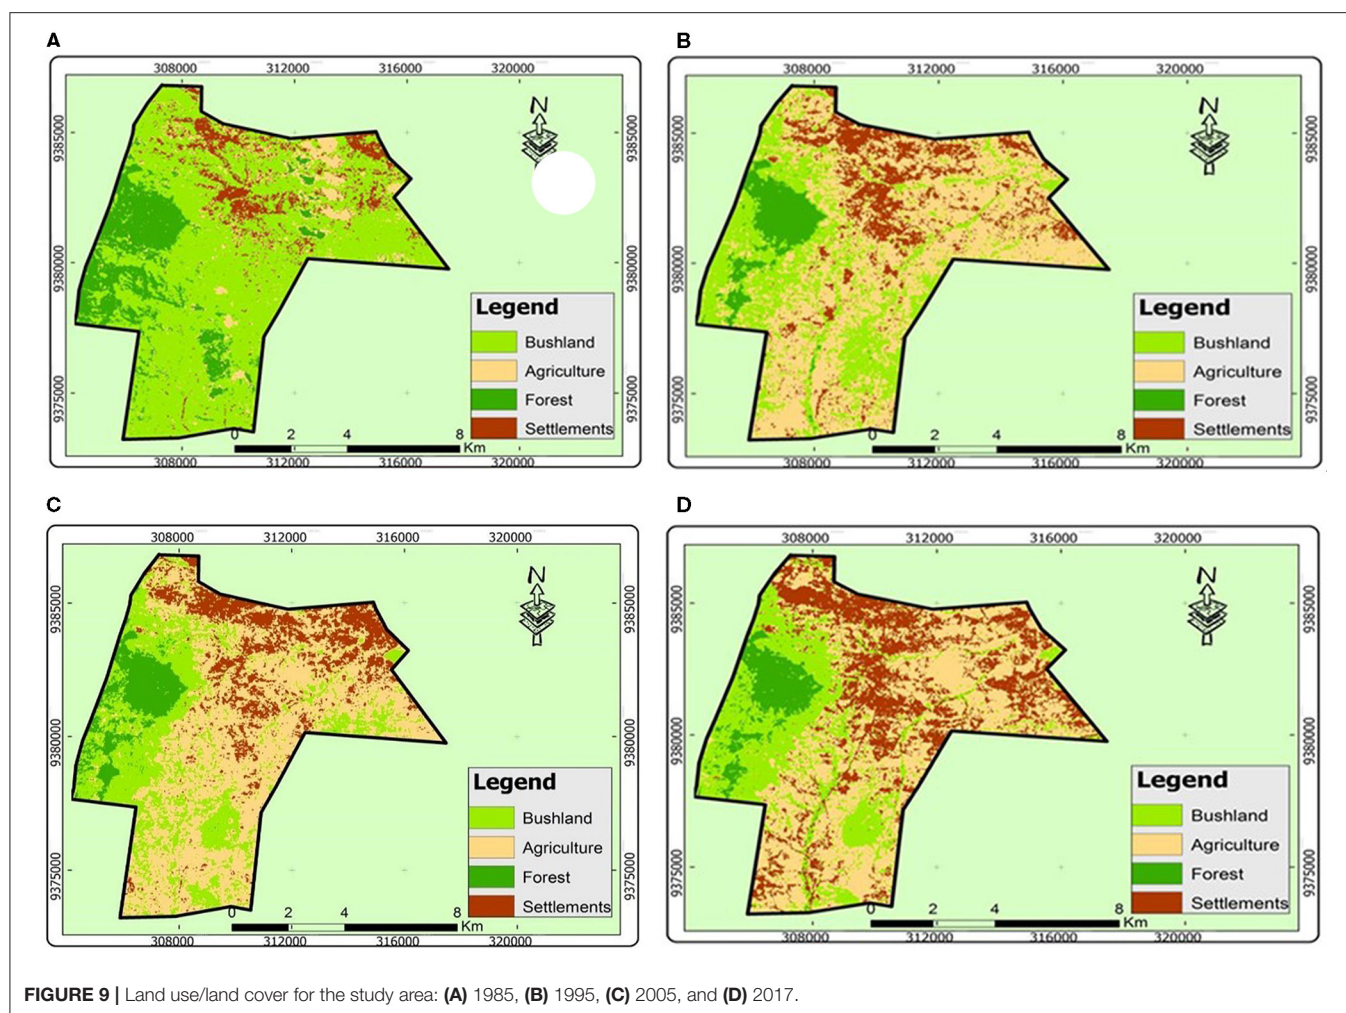 A
308000 312000 316000 320000
N
9385000 9385000
9380000 9380000
9375000 9375000
Legend
Bushland
Agriculture
Forest
Settlements
0 2 4 8
Km
308000 312000 316000 320000
B
308000 312000 316000 320000
N
9385000 9385000
9380000 9380000
9375000 9375000
Legend
Bushland
Agriculture
Forest
Settlements
0 2 4 8
Km
308000 312000 316000 320000
C
308000 312000 316000 320000
N
9385000 9385000
9380000 9380000
9375000 9375000
Legend
Bushland
Agriculture
Forest
Settlements
0 2 4 8
Km
308000 312000 316000 320000
D
308000 312000 316000 320000
N
9385000 9385000
9380000 9380000
9375000 9375000
Legend
Bushland
Agriculture
Forest
Settlements
0 2 4 8
Km
308000 312000 316000 320000
FIGURE 9 | Land use/land cover for the study area: (A) 1985, (B) 1995, (C) 2005, and (D) 2017.